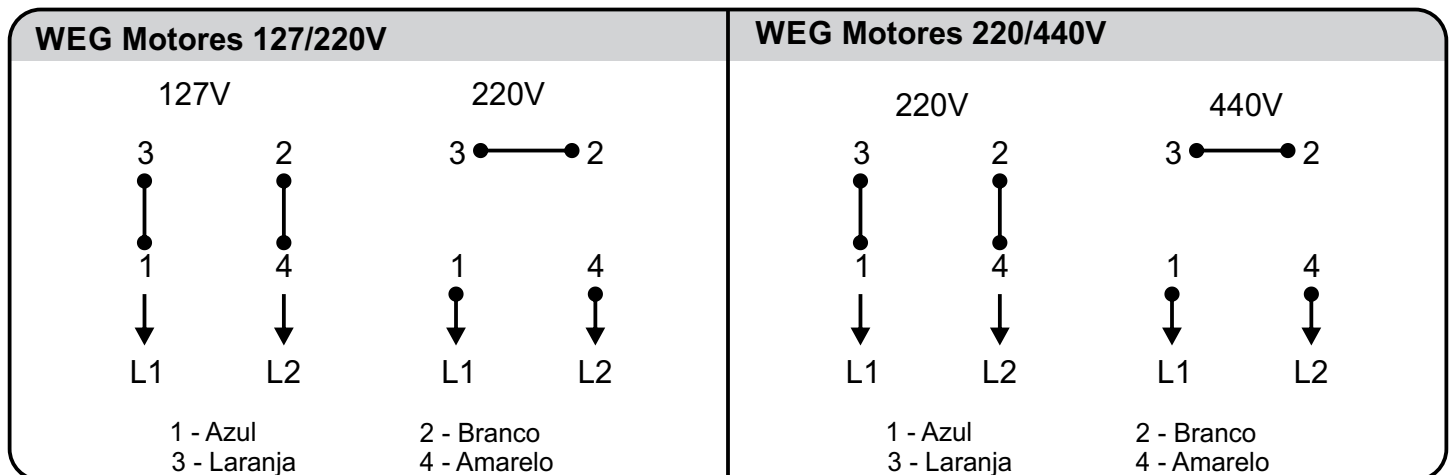 WEG Motores 127/220V
127V 220V
3 2 3 2
1 4 1 4
L1 L2 L1 L2
1 - Azul 2 - Branco
3 - Laranja 4 - Amarelo
WEG Motores 220/440V
220V 440V
3 2 3 2
1 4 1 4
L1 L2 L1 L2
1 - Azul 2 - Branco
3 - Laranja 4 - Amarelo